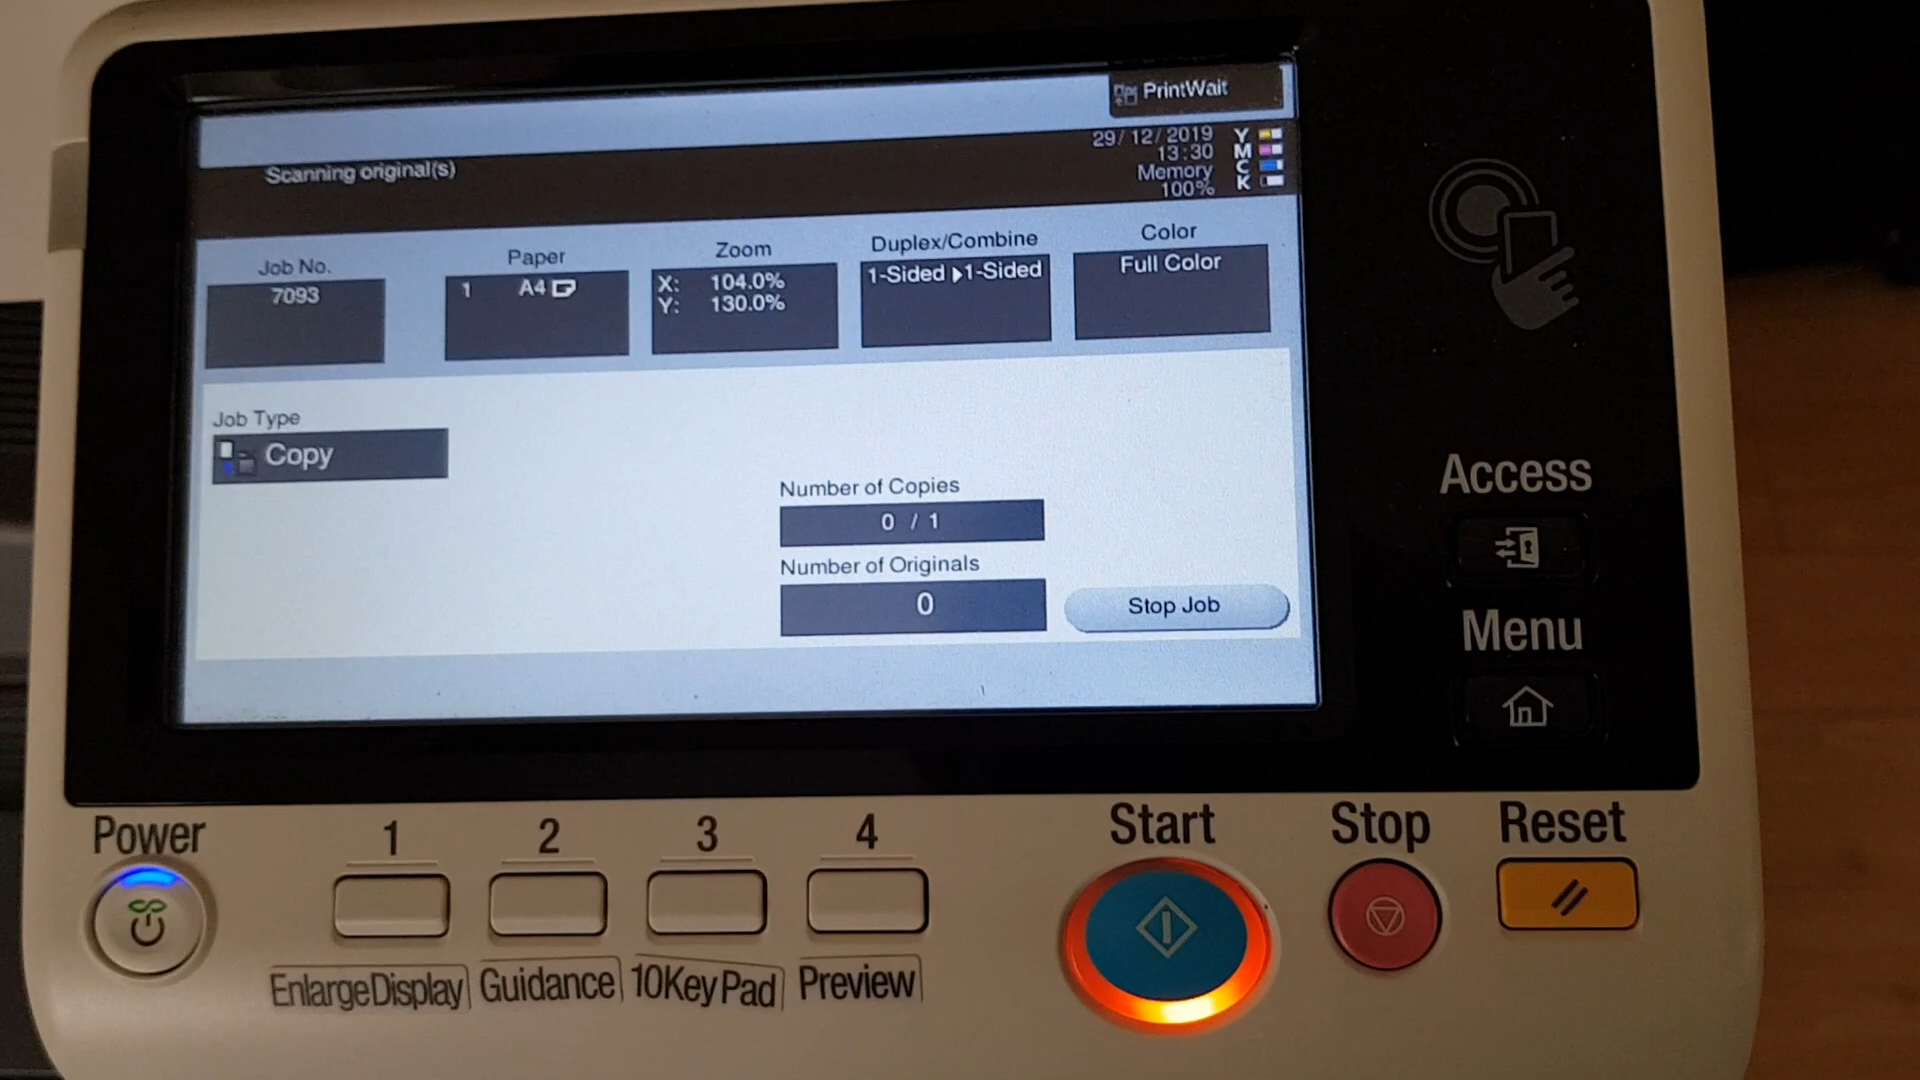 PrintWait
29/12/2019
13:30
Memory
100%
Y
M
C
K
Scanning original(s)
Job No.
7093
Paper
1 A4
Zoom
X: 104.0%
Y: 130.0%
Duplex/Combine
1-Sided ▶1-Sided
Color
Full Color
Job Type
Copy
Number of Copies
0 / 1
Number of Originals
0
Stop Job
Access
Menu
Power
1
2
3
4
Start
Stop
Reset
EnlargeDisplay
Guidance
10KeyPad
Preview